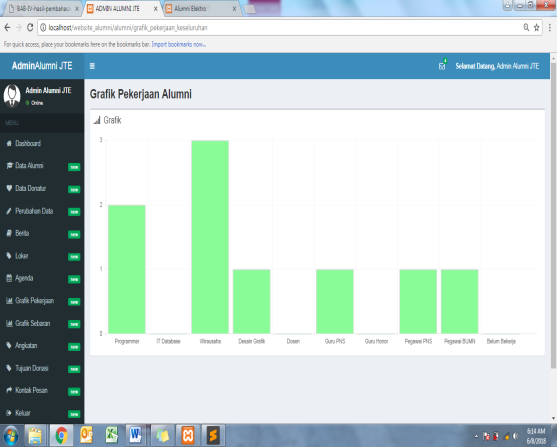 BAB-IV-hasil-pembahasan x
ADMIN ALUMNI JTE x
Alumni Elektro x
localhost/website_alumni/alumni/grafik_pekerjaan_keseluruhan
For quick access, place your bookmarks here on the bookmarks bar. Import bookmarks now...
AdminAlumni JTE
Selamat Datang, Admin Alumni JTE
Admin Alumni JTE
Online
MENU
Dashboard
Data Alumni new
Data Donatur new
Perubahan Data new
Berita new
Loker new
Agenda new
Grafik Pekerjaan new
Grafik Sebaran new
Angkatan new
Tujuan Donasi new
Kontak Pesan new
Keluar new
Grafik Pekerjaan Alumni
Grafik
3
2
1
0
Programmer IT Database Wirausaha Desain Grafik Dosen Guru PNS Guru Honor Pegawai PNS Pegawai BUMN Belum Bekerja
6:14 AM
6/8/2018